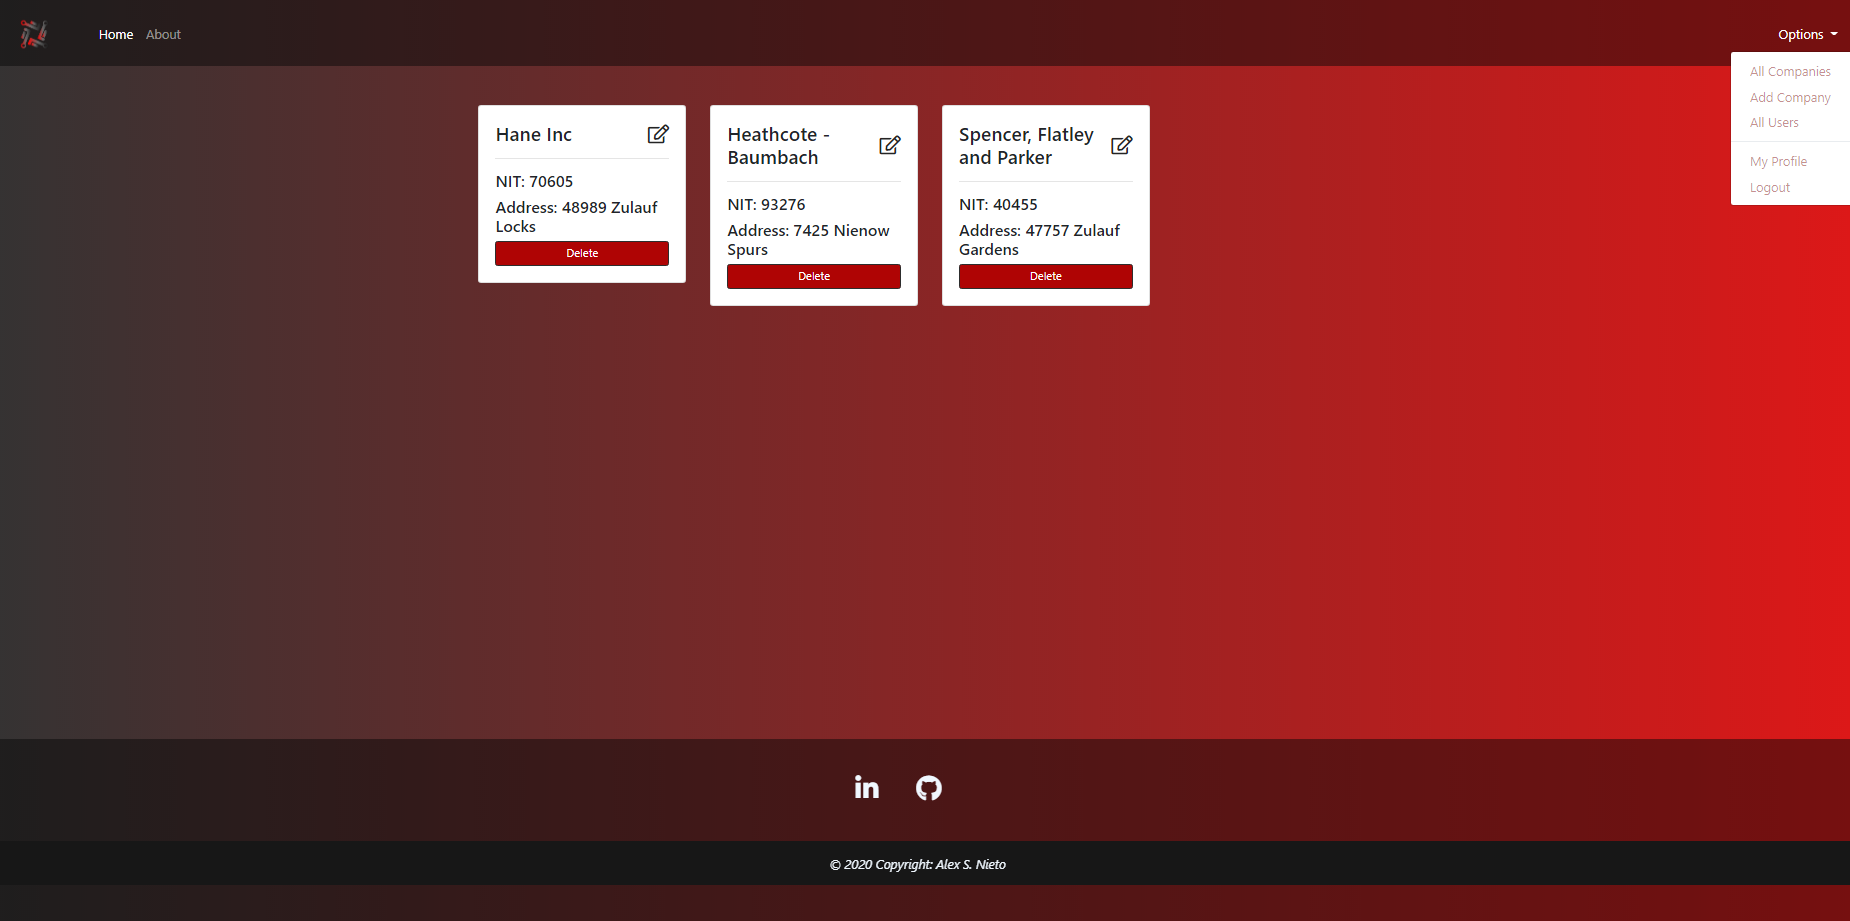 Home About Options
All Companies
Add Company
All Users
My Profile
Logout
Hane Inc
NIT: 70605
Address: 48989 Zulauf
Locks
Delete
Heathcote -
Baumbach
NIT: 93276
Address: 7425 Nienow
Spurs
Delete
Spencer, Flatley
and Parker
NIT: 40455
Address: 47757 Zulauf
Gardens
Delete
© 2020 Copyright: Alex S. Nieto